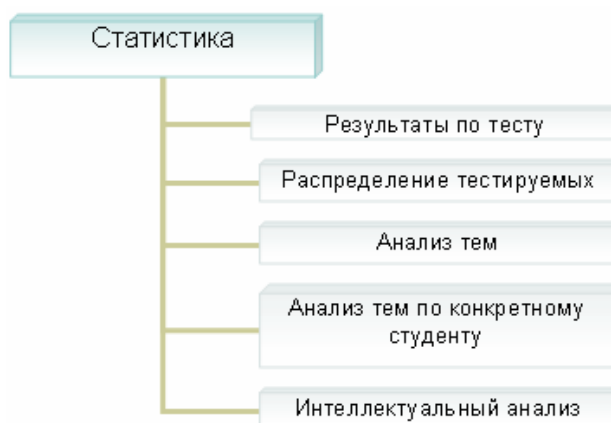 Статистика
Результаты по тесту
Распределение тестируемых
Анализ тем
Анализ тем по конкретному
студенту
Интеллектуальный анализ